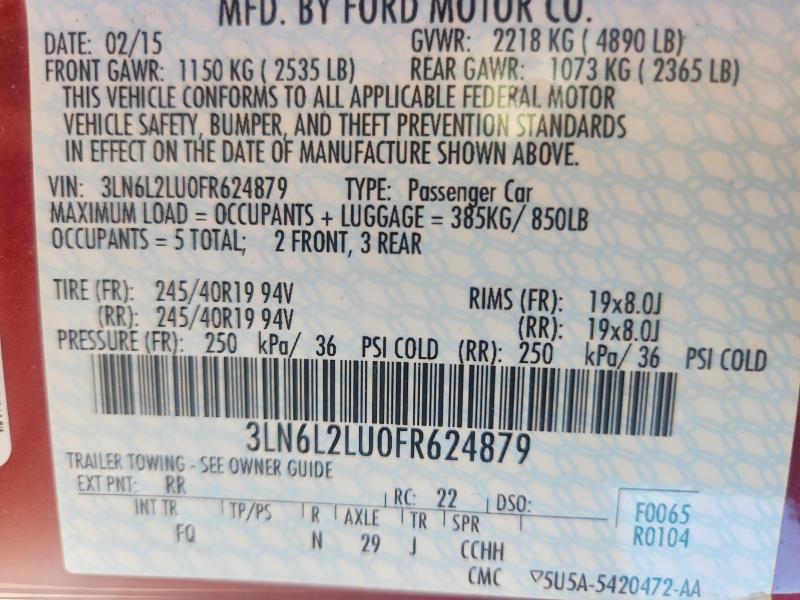 MFD. BY FORD MOTOR CO.
DATE: 02/15 GVWR: 2218 KG ( 4890 LB)
FRONT GAWR: 1150 KG ( 2535 LB) REAR GAWR: 1073 KG ( 2365 LB)
THIS VEHICLE CONFORMS TO ALL APPLICABLE FEDERAL MOTOR
VEHICLE SAFETY, BUMPER, AND THEFT PREVENTION STANDARDS
IN EFFECT ON THE DATE OF MANUFACTURE SHOWN ABOVE.
VIN: 3LN6L2LU0FR624879 TYPE: Passenger Car
MAXIMUM LOAD = OCCUPANTS + LUGGAGE = 385KG/ 850LB
OCCUPANTS = 5 TOTAL; 2 FRONT, 3 REAR
TIRE (FR): 245/40R19 94V RIMS (FR): 19x8.0J
(RR): 245/40R19 94V (RR): 19x8.0J
PRESSURE (FR): 250 kPa/ 36 PSI COLD (RR): 250 kPa/ 36 PSI COLD
3LN6L2LU0FR624879
TRAILER TOWING - SEE OWNER GUIDE
EXT PNT: RR RC: 22 DSO: F0065
INT TR TP/PS R AXLE TR SPR R0104
FQ N 29 J CCHH
CMC ▽5U5A-5420472-AA